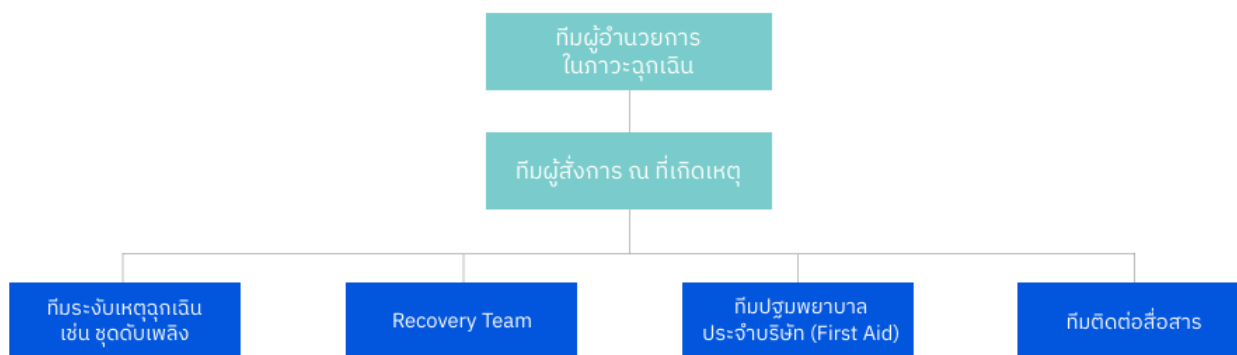 ทีมผู้อำนวยการ
ในภาวะฉุกเฉิน
ทีมผู้สั่งการ ณ ที่เกิดเหตุ
ทีมระงับเหตุฉุกเฉิน
เช่น ชุดดับเพลิง
Recovery Team
ทีมปฐมพยาบาล
ประจำบริษัท (First Aid)
ทีมติดต่อสื่อสาร